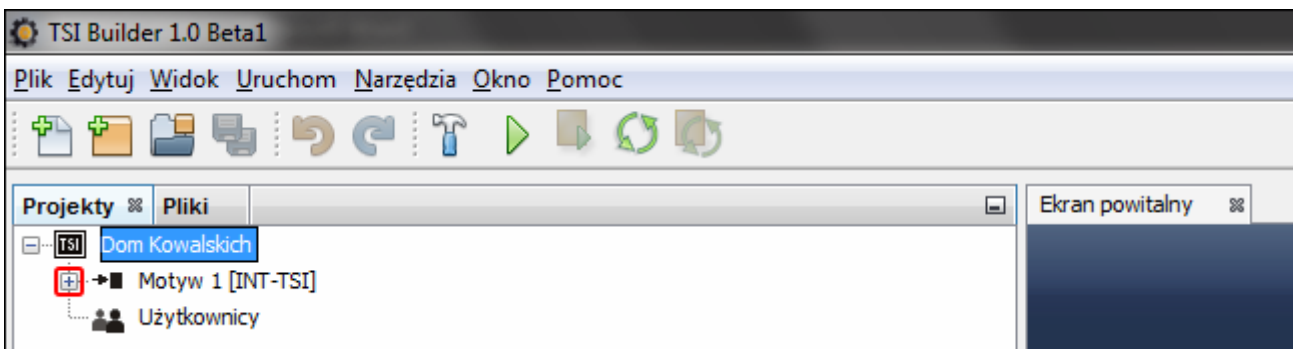 TSI Builder 1.0 Beta1
Plik Edytuj Widok Uruchom Narzędzia Okno Pomoc
Projekty Pliki Ekran powitalny
TSI Dom Kowalskich
Motyw 1 [INT-TSI]
Użytkownicy